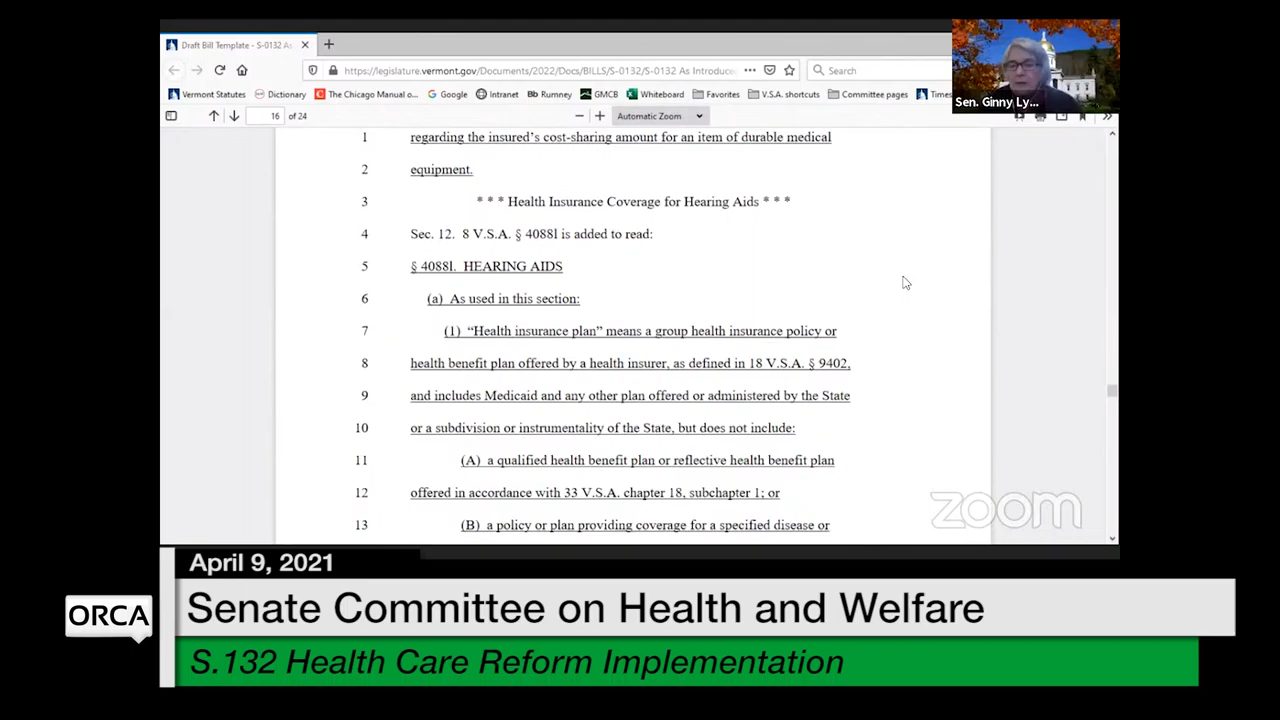 Draft Bill Template - S-0132 As
https://legislature.vermont.gov/Documents/2022/Docs/BILLS/S-0132/S-0132 As Introduce
Search
Vermont Statutes
Dictionary
The Chicago Manual o...
Google
Intranet
Bb Rumney
GMCB
Whiteboard
Favorites
V.S.A. shortcuts
Committee pages
Times
Sen. Ginny Ly...
16 of 24
Automatic Zoom
1 regarding the insured's cost-sharing amount for an item of durable medical
2 equipment.
3 * * * Health Insurance Coverage for Hearing Aids * * *
4 Sec. 12. 8 V.S.A. § 4088l is added to read:
5 § 4088l. HEARING AIDS
6 (a) As used in this section:
7 (1) “Health insurance plan” means a group health insurance policy or
8 health benefit plan offered by a health insurer, as defined in 18 V.S.A. § 9402,
9 and includes Medicaid and any other plan offered or administered by the State
10 or a subdivision or instrumentality of the State, but does not include:
11 (A) a qualified health benefit plan or reflective health benefit plan
12 offered in accordance with 33 V.S.A. chapter 18, subchapter 1; or
13 (B) a policy or plan providing coverage for a specified disease or
zoom
April 9, 2021
ORCA
Senate Committee on Health and Welfare
S.132 Health Care Reform Implementation